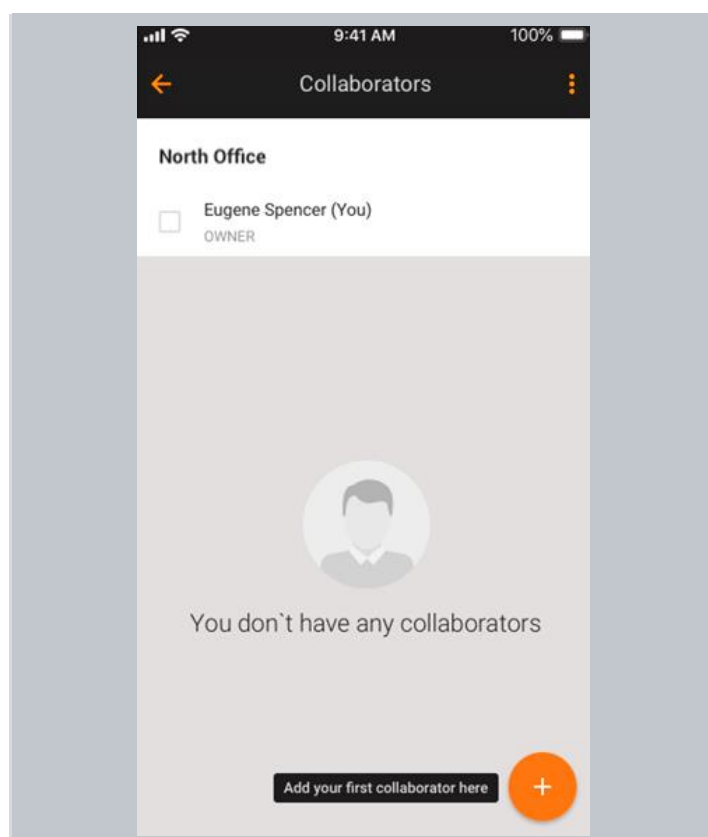 9:41 AM 100%
Collaborators
North Office
Eugene Spencer (You)
OWNER
You don`t have any collaborators
Add your first collaborator here